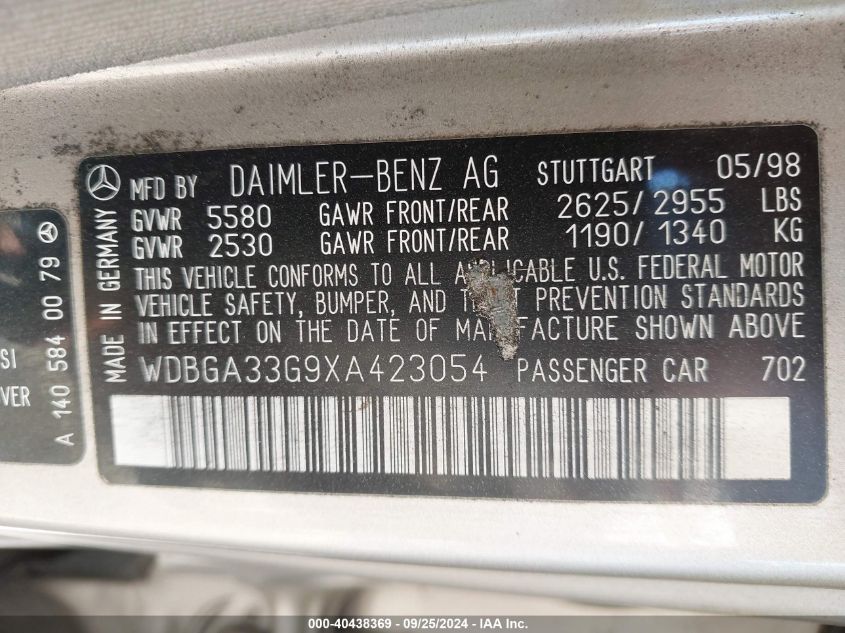 MFD BY DAIMLER-BENZ AG STUTTGART 05/98
GVWR 5580 GAWR FRONT/REAR 2625/2955 LBS
GVWR 2530 GAWR FRONT/REAR 1190/1340 KG
THIS VEHICLE CONFORMS TO ALL U.S. FEDERAL MOTOR
VEHICLE SAFETY, BUMPER, AND PREVENTION STANDARDS
IN EFFECT ON THE DATE OF SHOWN ABOVE
WDBGA33G9XA423054 PASSENGER CAR 702
MADE IN GERMANY
A 140 584 00 79
SI
VER
000-40438369 - 09/25/2024 - IAA Inc.